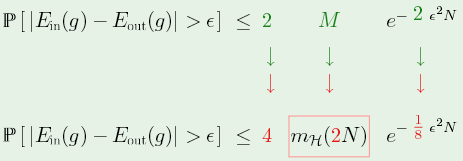 ℙ [ |E_in(g) − E_out(g)| > ϵ ] ≤ 2 M e^{− 2 ϵ²N}
↓ ↓ ↓
↓ ↓ ↓
ℙ [ |E_in(g) − E_out(g)| > ϵ ] ≤ 4 m_ℋ(2N) e^{− 1/8 ϵ²N}